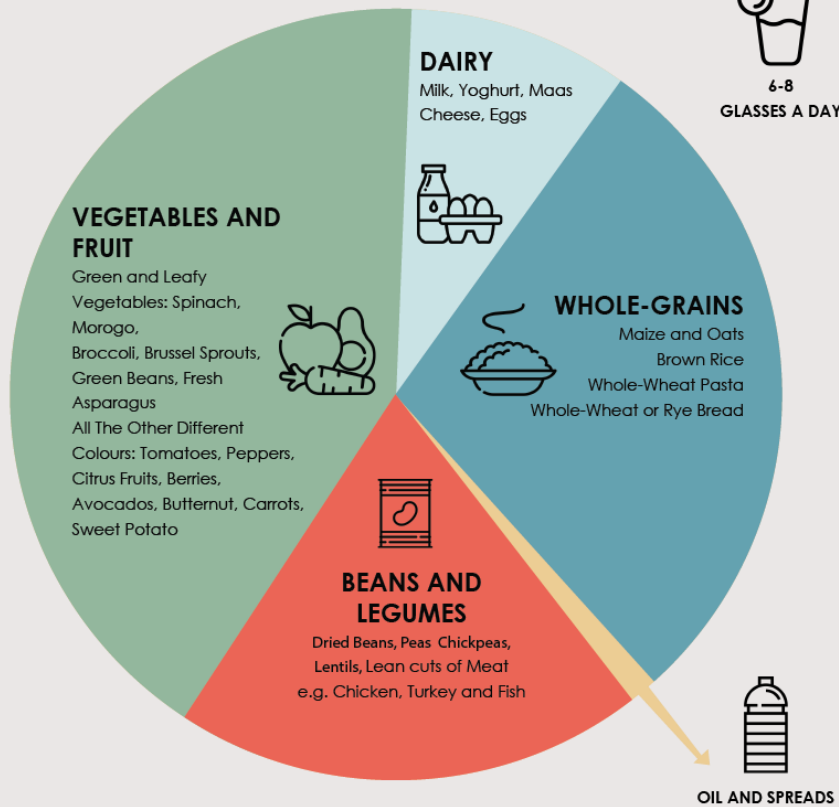 6-8
GLASSES A DAY
DAIRY
Milk, Yoghurt, Maas
Cheese, Eggs
VEGETABLES AND
FRUIT
Green and Leafy
Vegetables: Spinach,
Morogo,
Broccoli, Brussel Sprouts,
Green Beans, Fresh
Asparagus
All The Other Different
Colours: Tomatoes, Peppers,
Citrus Fruits, Berries,
Avocados, Butternut, Carrots,
Sweet Potato
WHOLE-GRAINS
Maize and Oats
Brown Rice
Whole-Wheat Pasta
Whole-Wheat or Rye Bread
BEANS AND
LEGUMES
Dried Beans, Peas Chickpeas,
Lentils, Lean cuts of Meat
e.g. Chicken, Turkey and Fish
OIL AND SPREADS